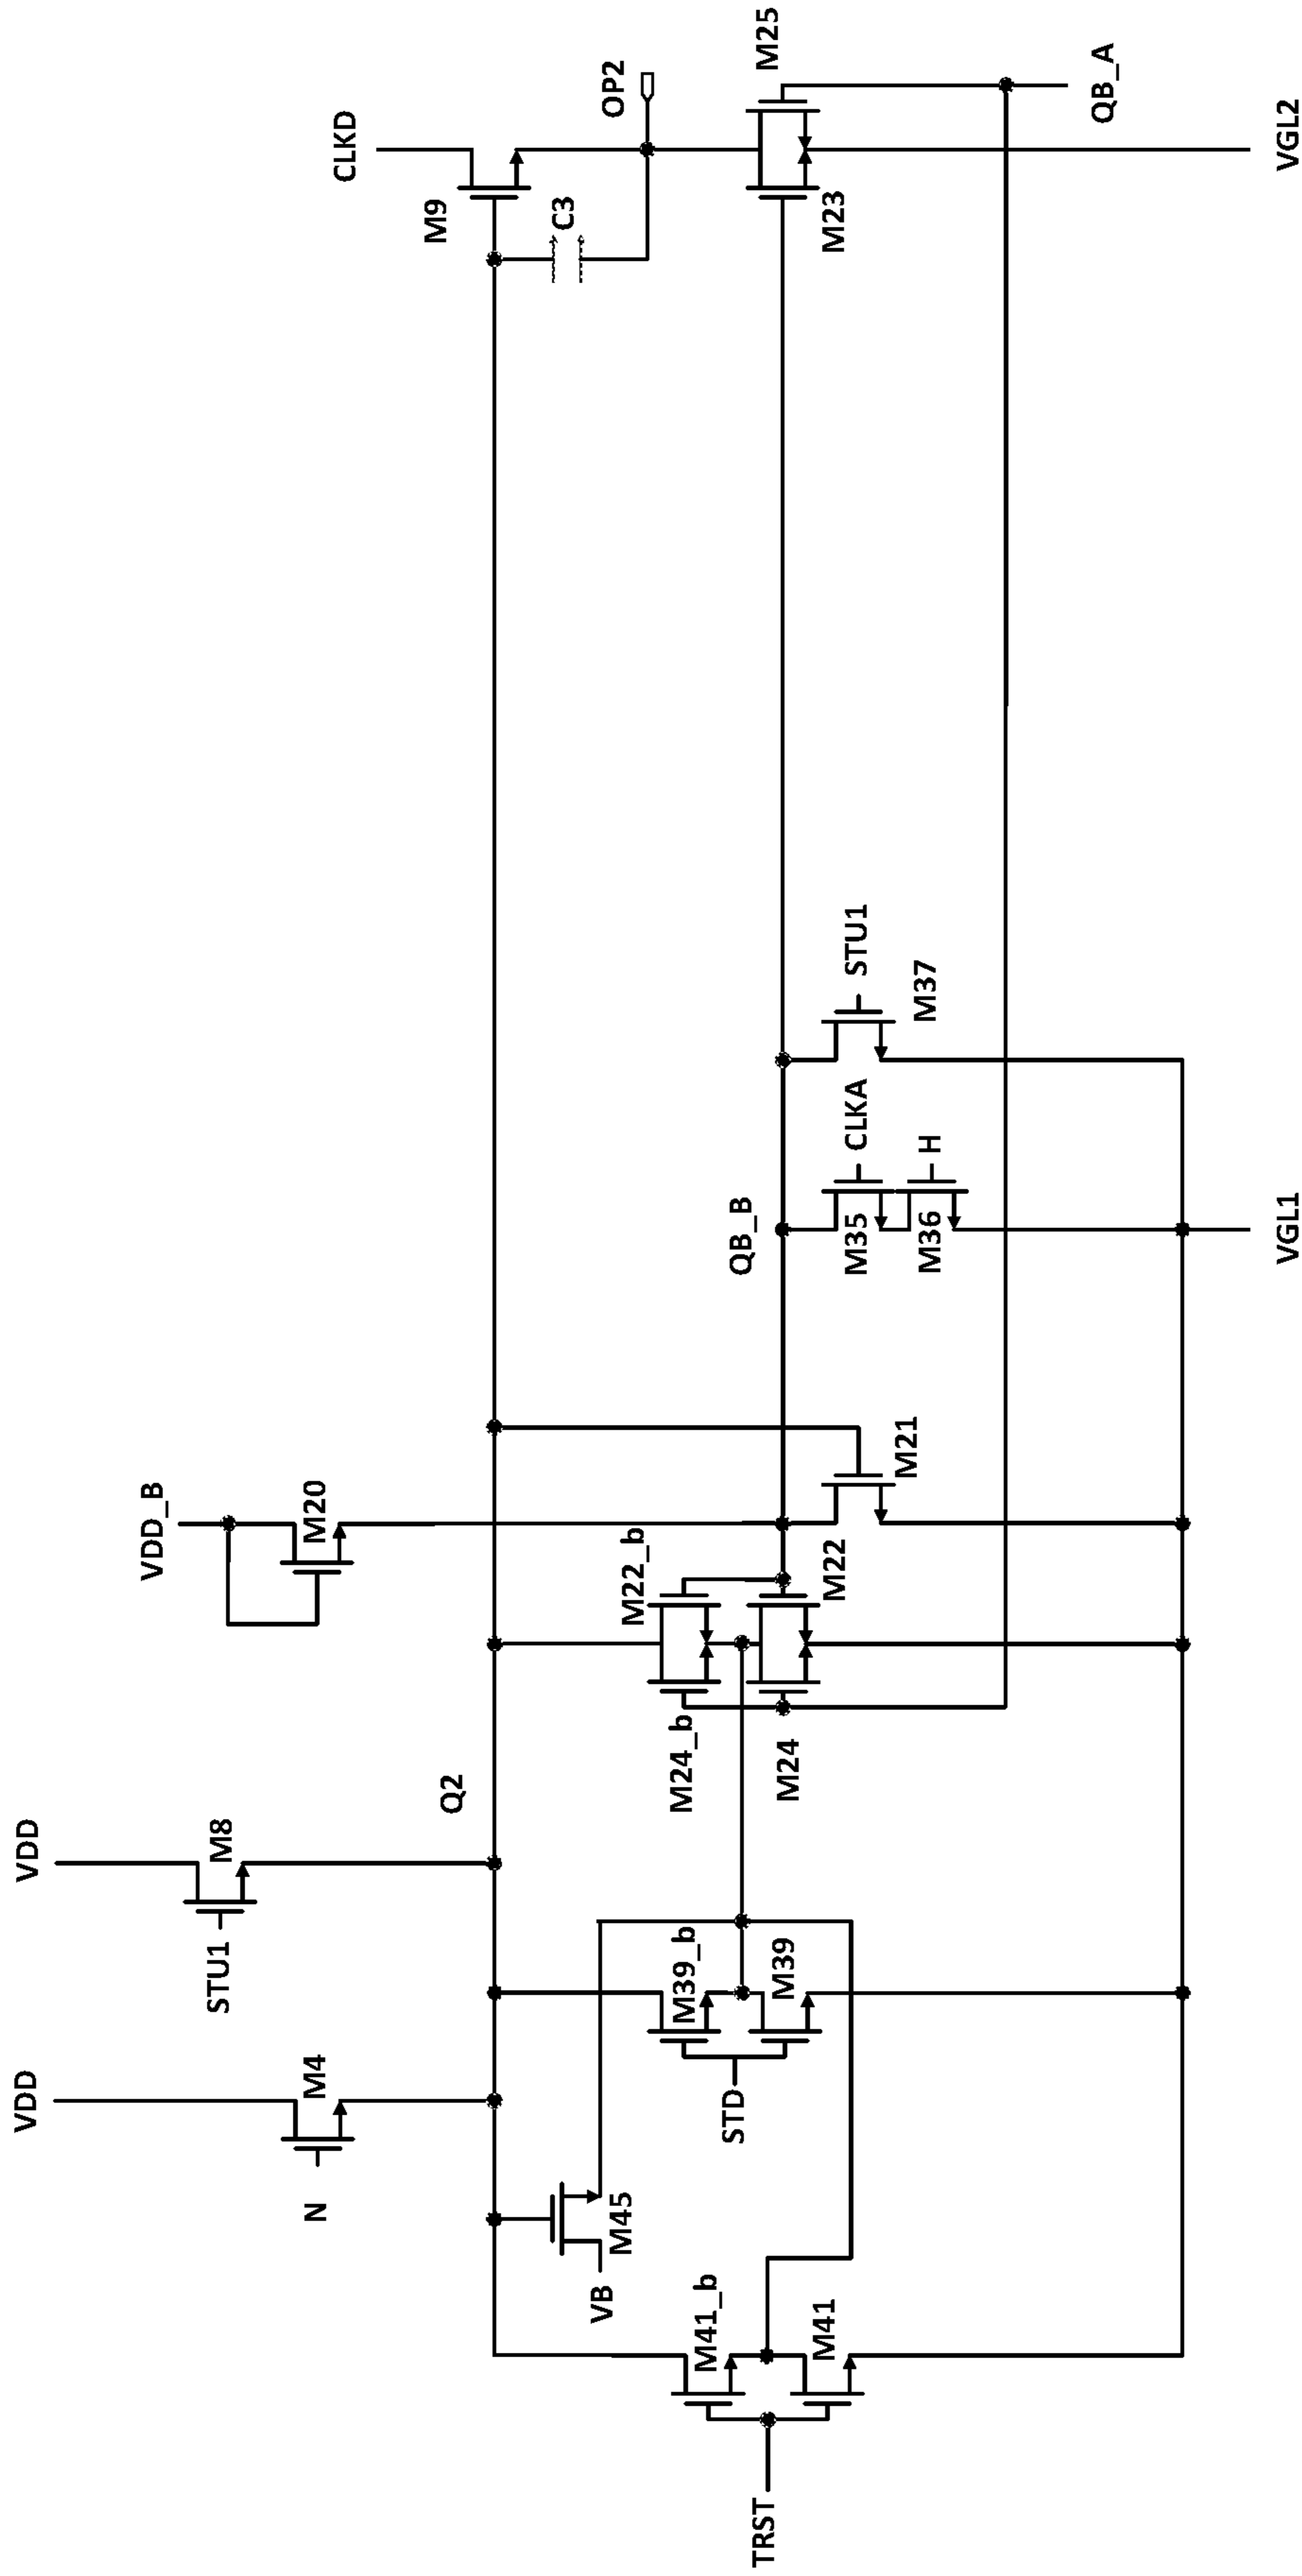 VDD
M4
N
VDD
M8
STU1
VDD_B
M20
CLKD
M9
C3
OP2
Q2
M45
VB
M41_b
M41
TRST
M39_b
M39
STD
M24_b
M24
M22_b
M22
M21
QB_B
CLKA
M35
H
M36
STU1
M37
M23
M25
QB_A
VGL1
VGL2